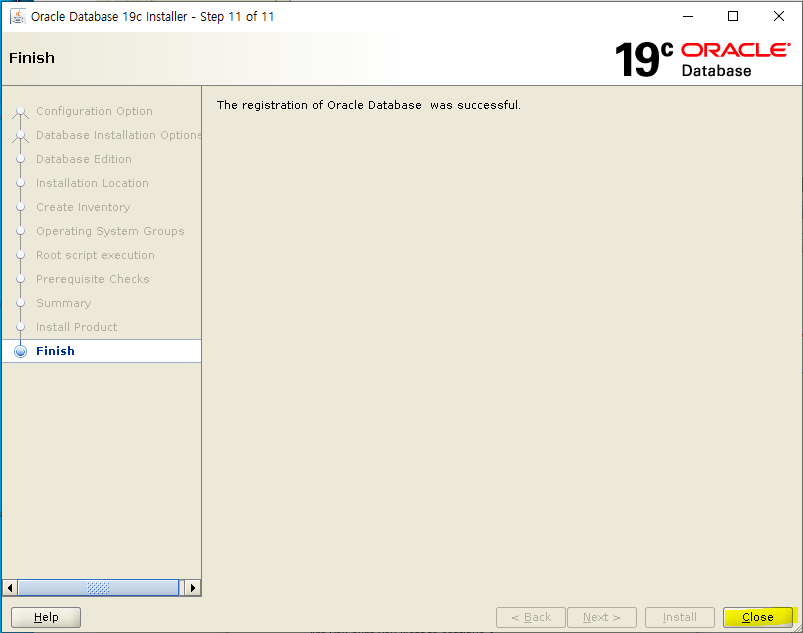 Oracle Database 19c Installer - Step 11 of 11
Finish
19c ORACLE®
Database
Configuration Option
Database Installation Options
Database Edition
Installation Location
Create Inventory
Operating System Groups
Root script execution
Prerequisite Checks
Summary
Install Product
Finish
The registration of Oracle Database was successful.
Help
< Back
Next >
Install
Close